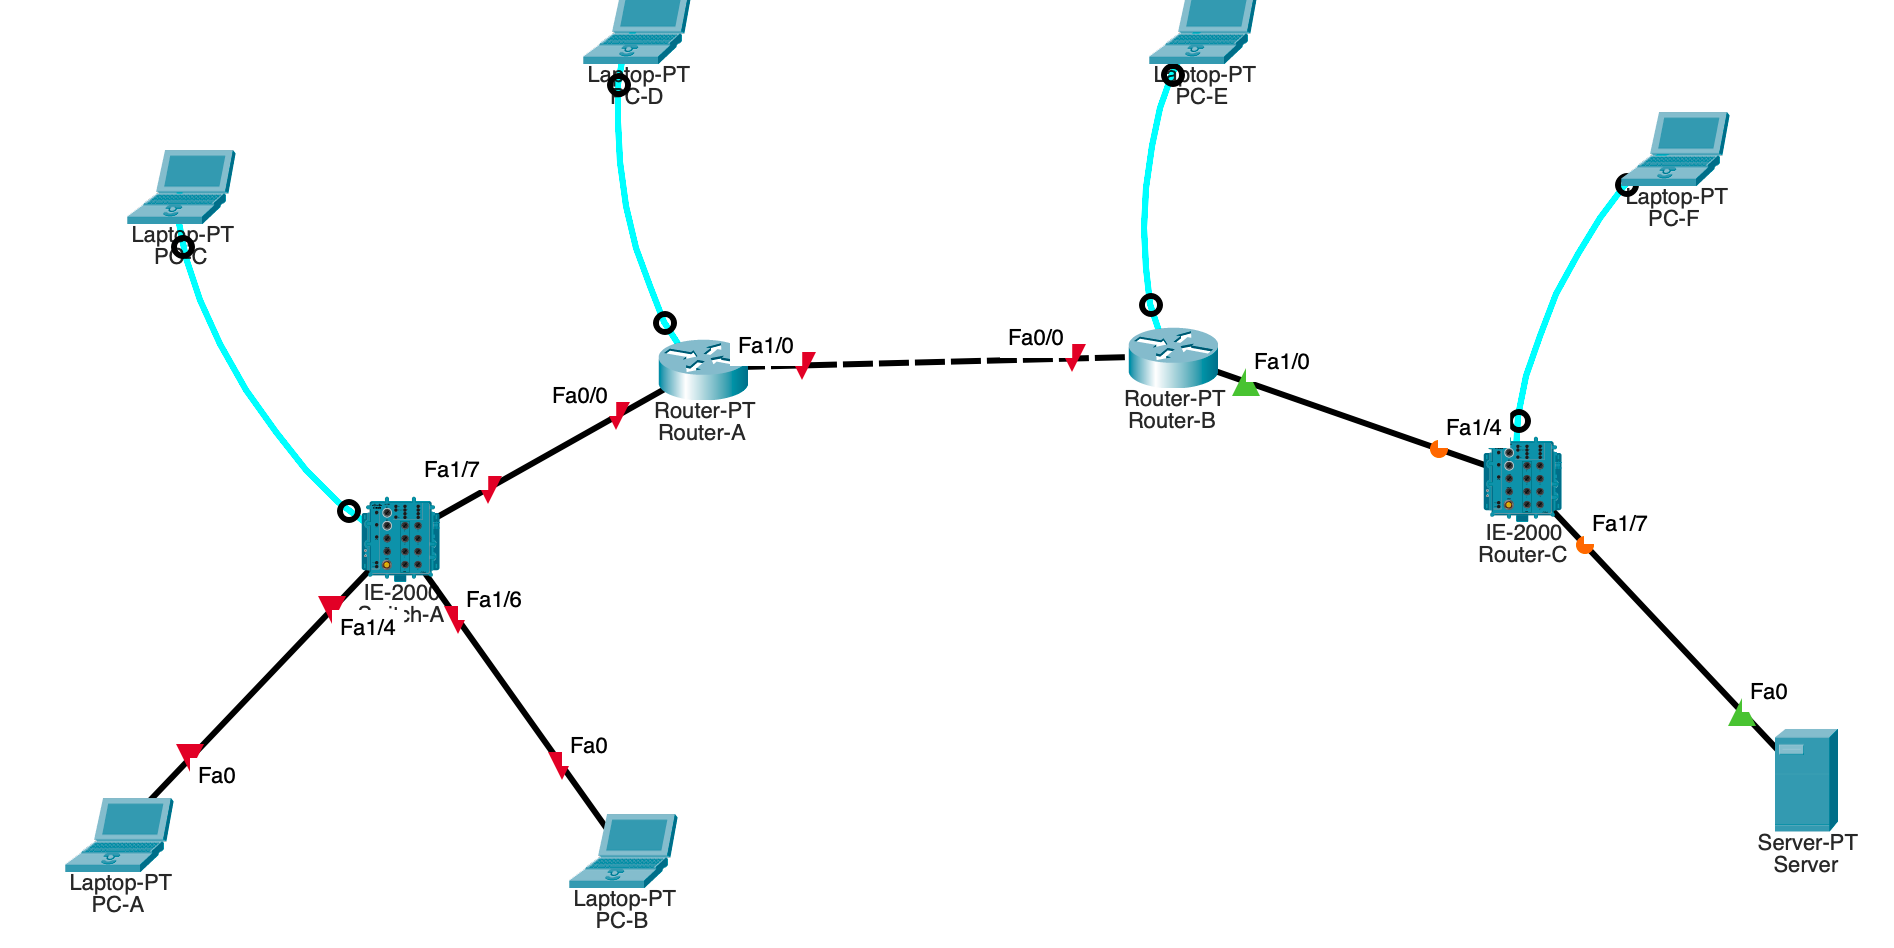 Laptop-PT
PC-D
Laptop-PT
PC-E
Laptop-PT
PC-F
Laptop-PT
PC-C
Fa1/0
Fa0/0
Fa1/0
Fa0/0
Router-PT
Router-A
Router-PT
Router-B
Fa1/4
Fa1/7
IE-2000
Router-C
Fa1/7
IE-2000
Fa1/6
Fa1/4
Fa0
Fa0
Fa0
Laptop-PT
PC-A
Laptop-PT
PC-B
Server-PT
Server